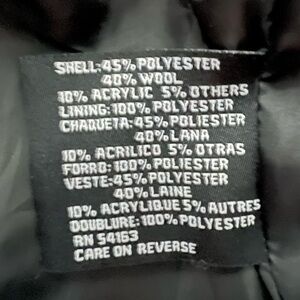 SHELL:45% POLYESTER
40% WOOL
10% ACRYLIC 5% OTHERS
LINING:100% POLYESTER
CHAQUETA:45% POLIESTER
40% LANA
10% ACRILICO 5% OTRAS
FORRO:100% POLIESTER
VESTE:45% POLYESTER
40% LAINE
10% ACRYLIQUE 5% AUTRES
DOUBLURE:100% POLYESTER
RN 54163
CARE ON REVERSE